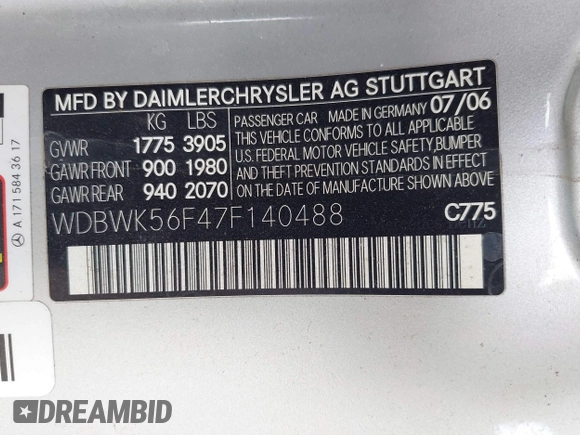 MFD BY DAIMLERCHRYSLER AG STUTTGART
KG LBS
GVWR 1775 3905
GAWR FRONT 900 1980
GAWR REAR 940 2070
PASSENGER CAR MADE IN GERMANY 07/06
THIS VEHICLE CONFORMS TO ALL APPLICABLE
U.S. FEDERAL MOTOR VEHICLE SAFETY,BUMPER
AND THEFT PREVENTION STANDARDS IN
EFFECT ON THE DATE OF MANUFACTURE
SHOWN ABOVE.
WDBWK56F47F140488
C775
A 171 584 36 17
DREAMBID